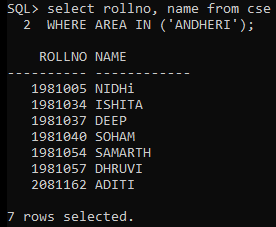 SQL> select rollno, name from cse
  2  WHERE AREA IN ('ANDHERI');
    ROLLNO NAME
---------- ------------
   1981005 NIDHi
   1981034 ISHITA
   1981037 DEEP
   1981040 SOHAM
   1981054 SAMARTH
   1981057 DHRUVI
   2081162 ADITI
7 rows selected.